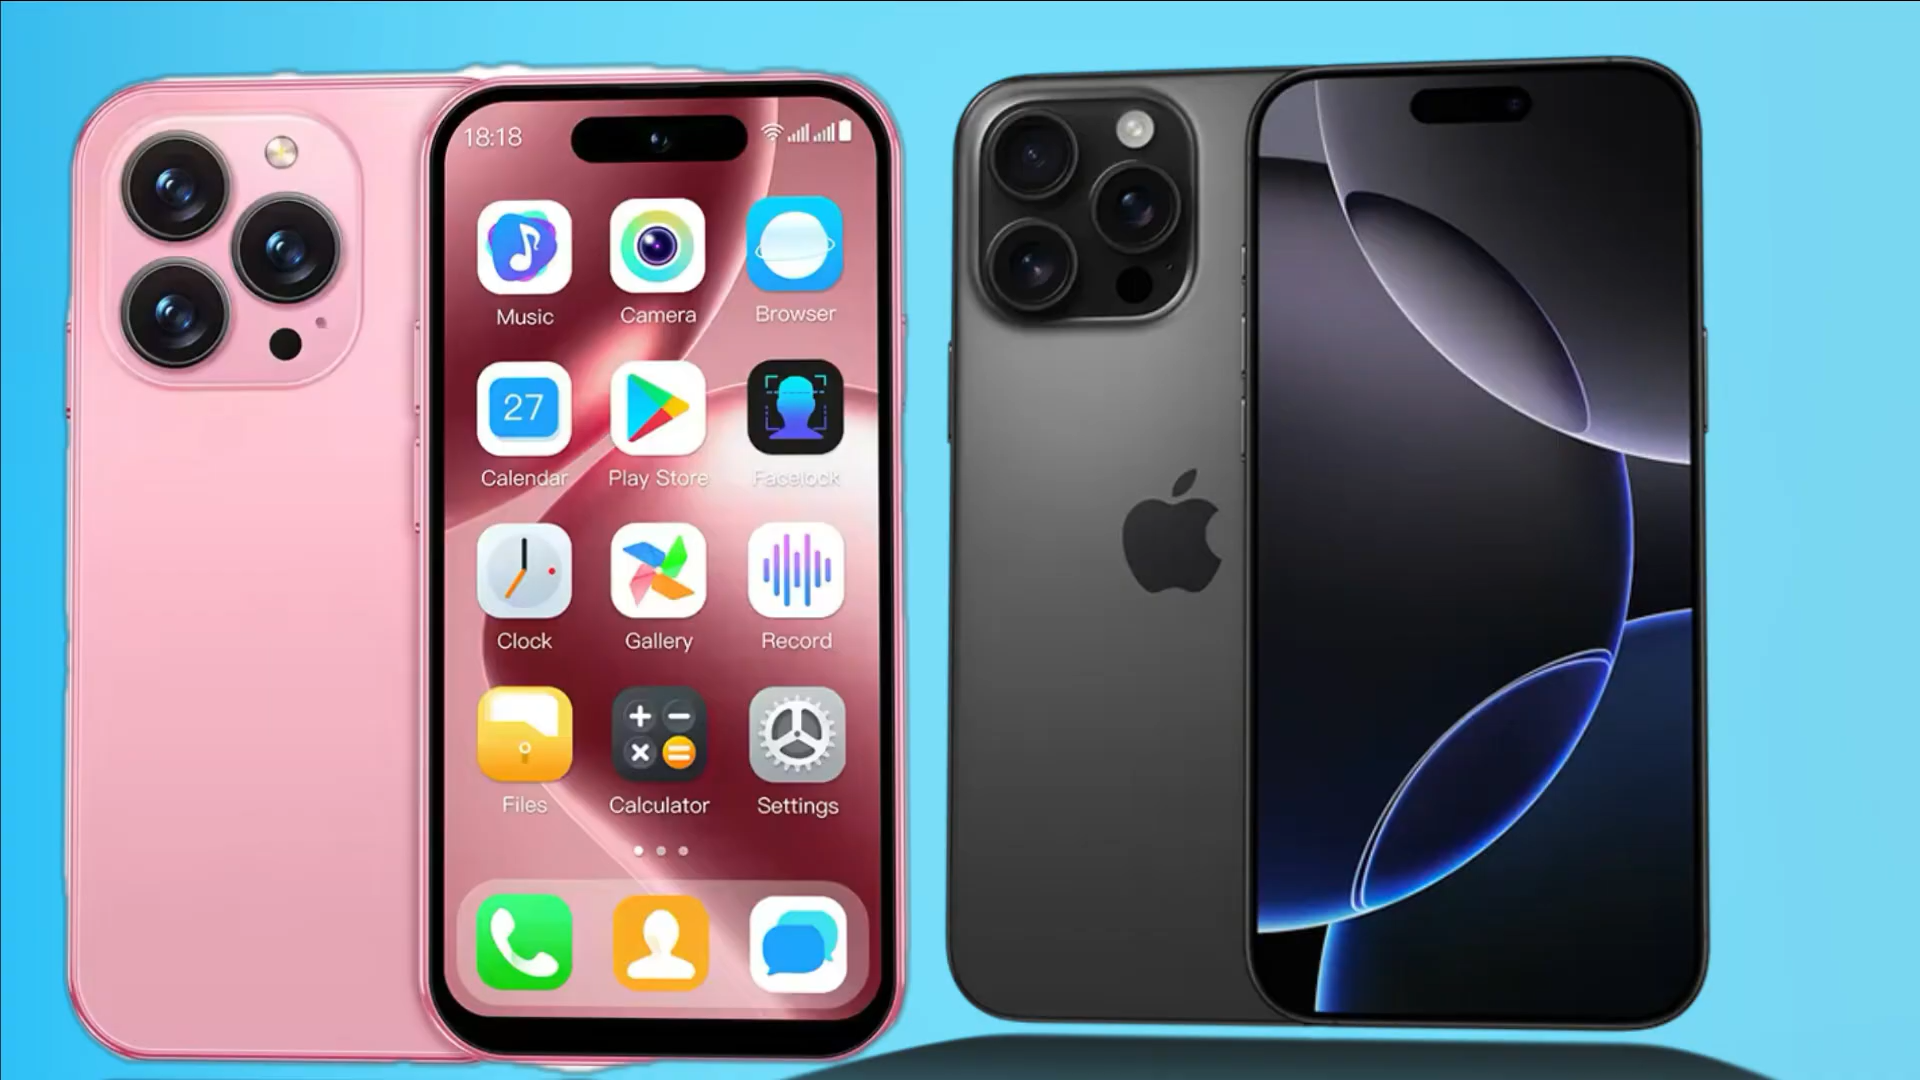 18:18
Music
Camera
Browser
27
Calendar
Play Store
Facelock
Clock
Gallery
Record
Files
Calculator
Settings